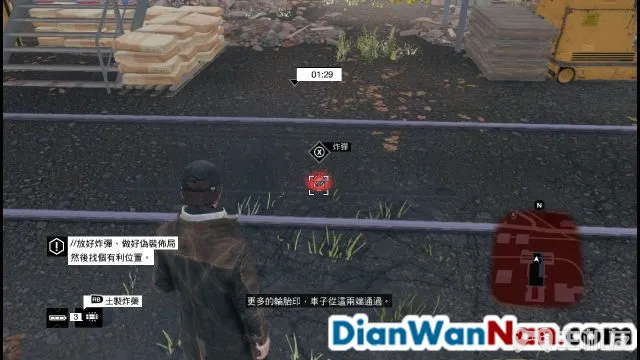 01:29
Ⓧ 炸彈
N
//放好炸彈、做好偽裝佈局
然後找個有利位置。
RB 土製炸藥
3
更多的輪胎印，車子從這兩端通過。
DianWanNan.com